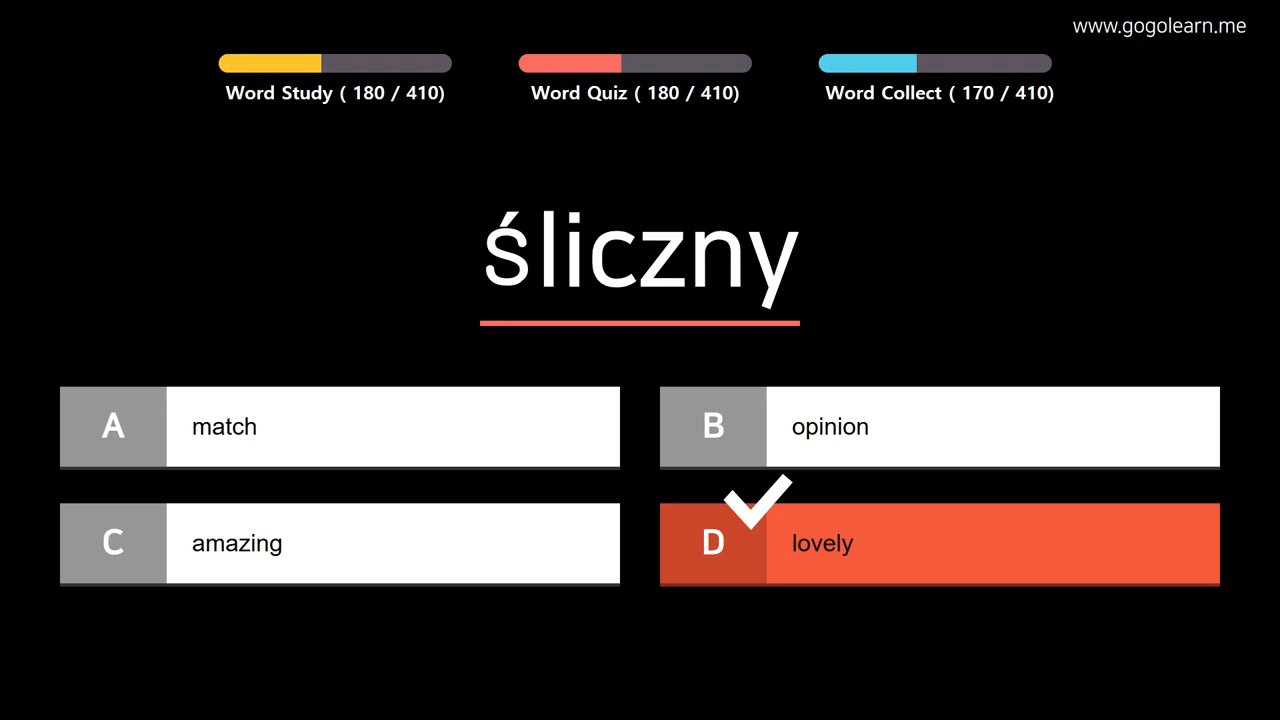 www.gogolearn.me
Word Study ( 180 / 410)
Word Quiz ( 180 / 410)
Word Collect ( 170 / 410)
śliczny
A match
B opinion
C amazing
D lovely